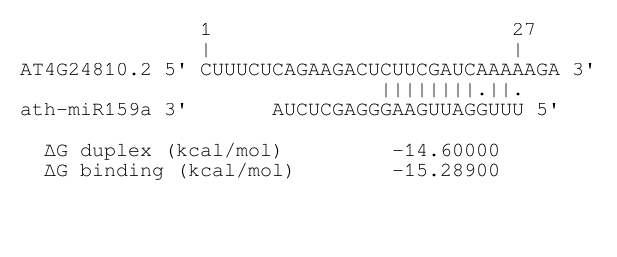 1 27
| |
AT4G24810.2 5' CUUUCUCAGAAGACUCUUCGAUCAAAAAGA 3'
||||||||.||.
ath-miR159a 3' AUCUCGAGGGAAGUUAGGUUU 5'
ΔG duplex (kcal/mol) -14.60000
ΔG binding (kcal/mol) -15.28900